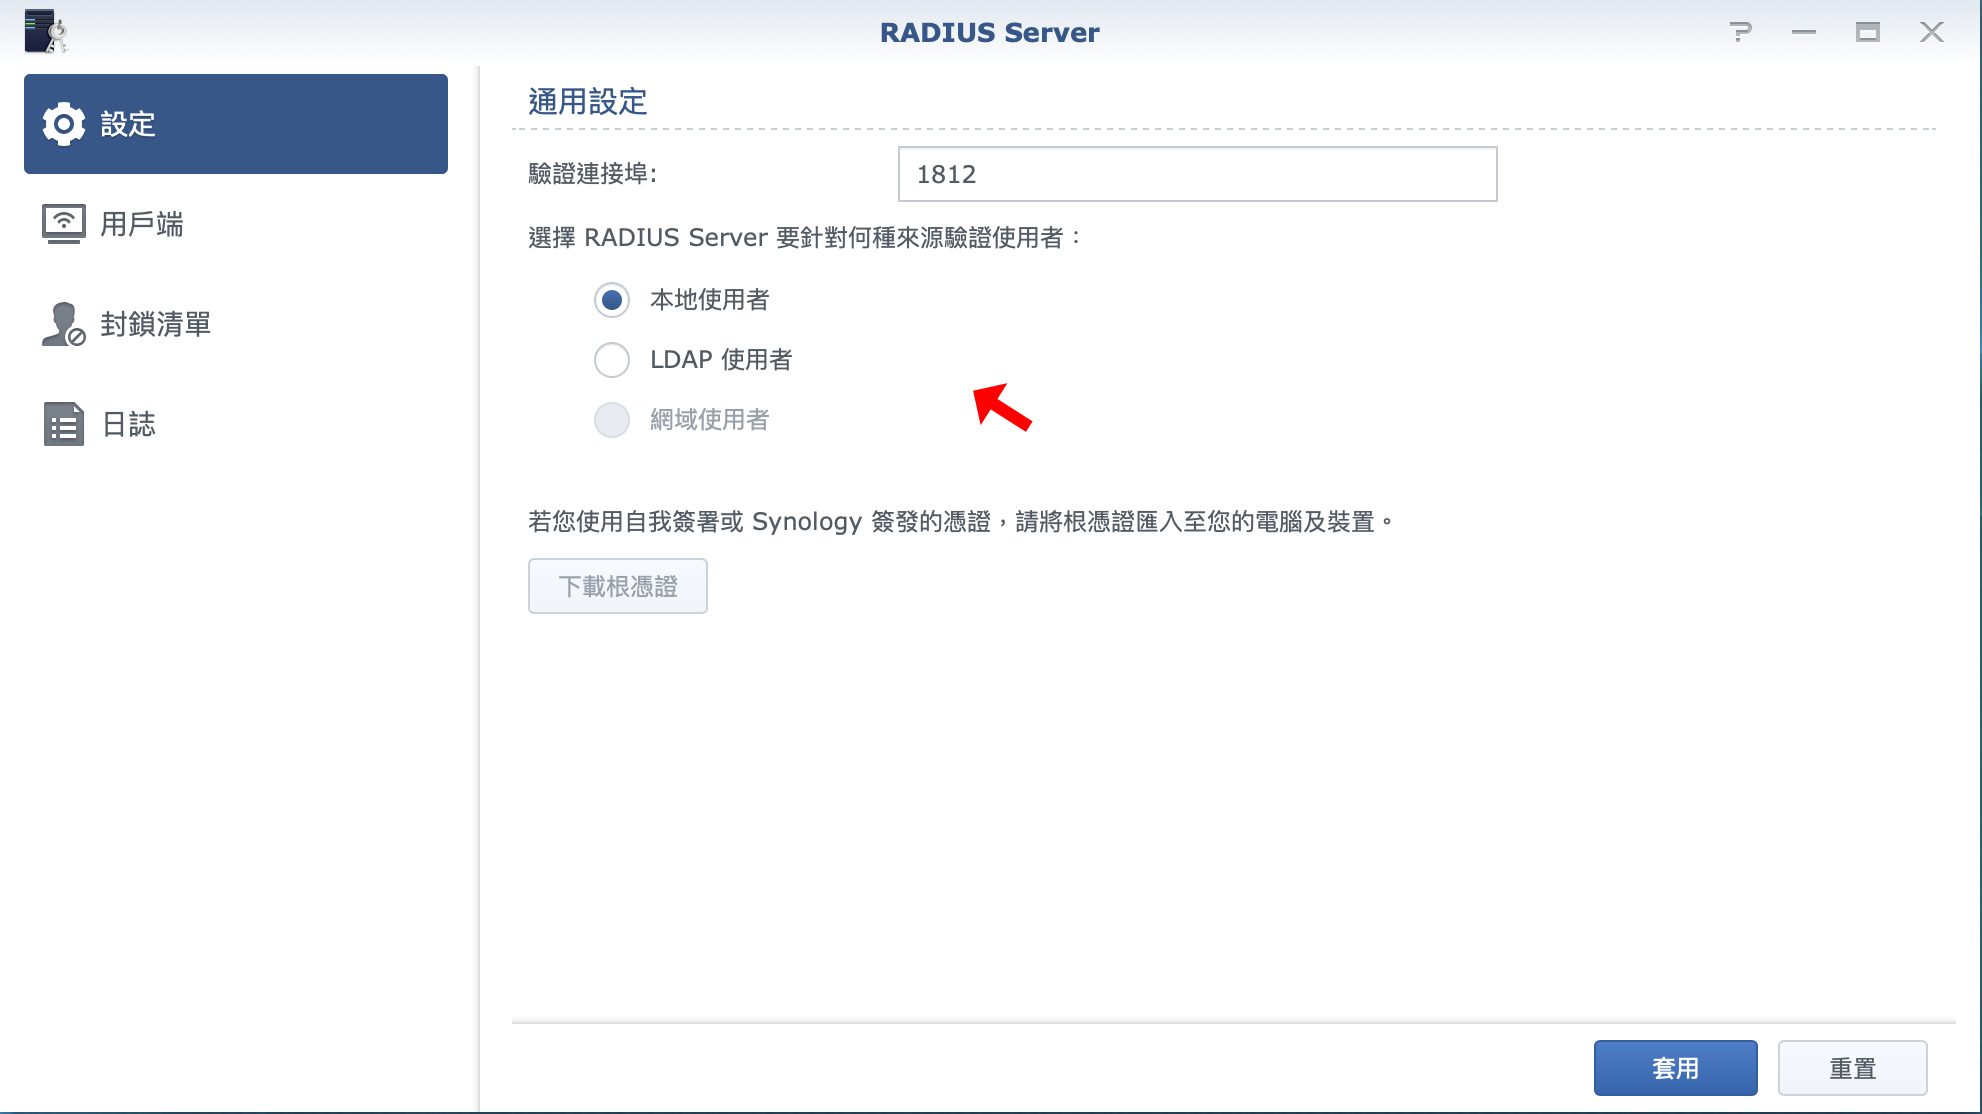 RADIUS Server
設定
用戶端
封鎖清單
日誌
通用設定
驗證連接埠:
1812
選擇 RADIUS Server 要針對何種來源驗證使用者：
本地使用者
LDAP 使用者
網域使用者
若您使用自我簽署或 Synology 簽發的憑證，請將根憑證匯入至您的電腦及裝置。
下載根憑證
套用
重置